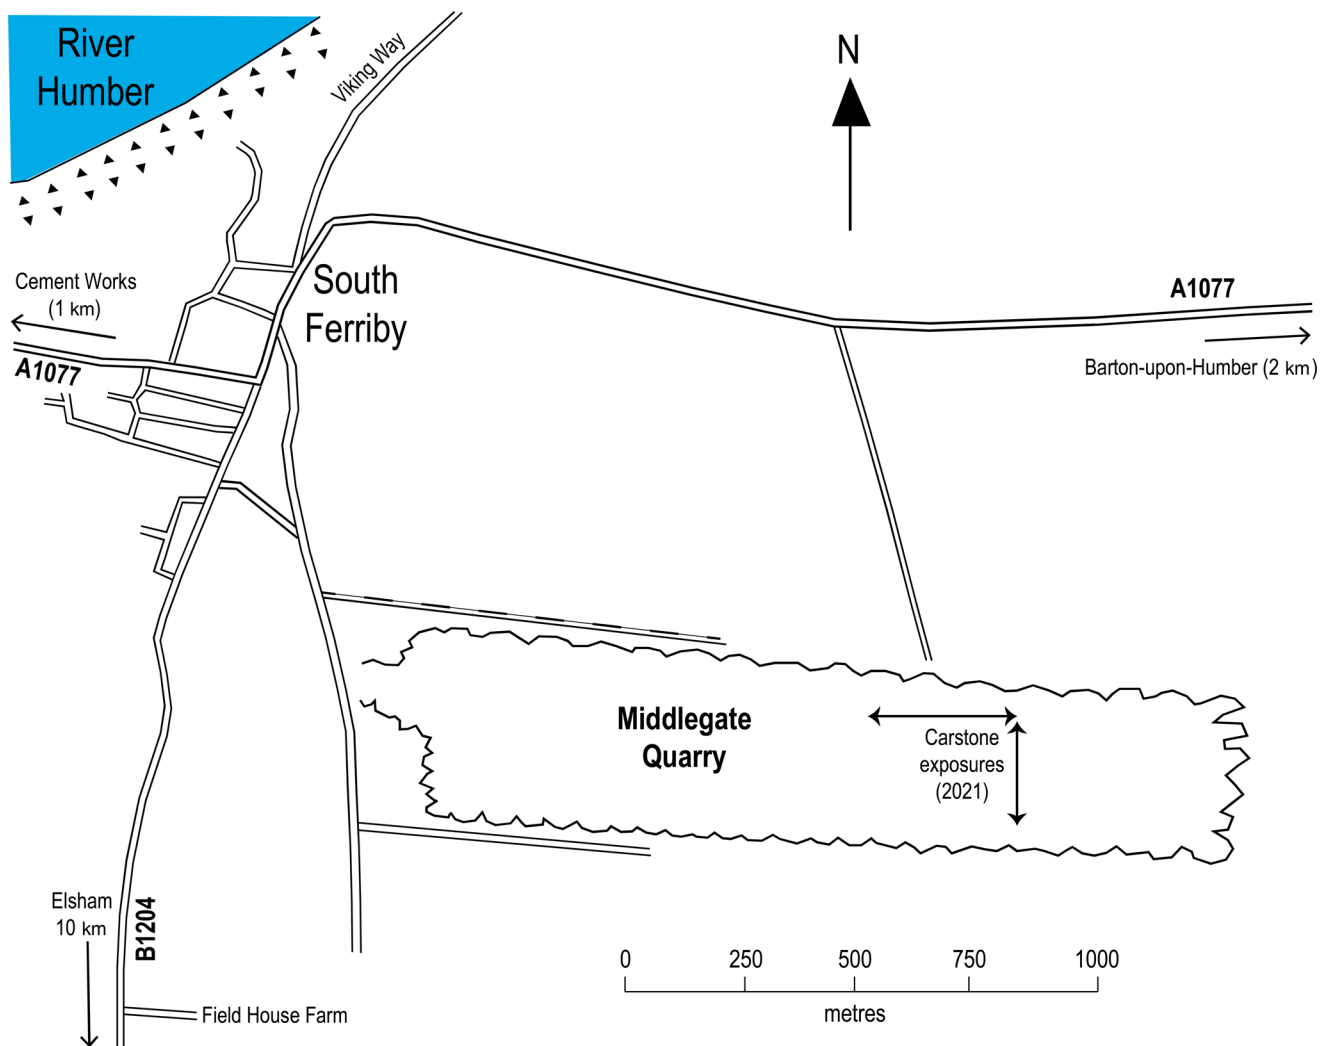 River
Humber
Viking Way
N
Cement Works
(1 km)
South
Ferriby
A1077
A1077
Barton-upon-Humber (2 km)
Middlegate
Quarry
Carstone
exposures
(2021)
Elsham
10 km
B1204
Field House Farm
0 250 500 750 1000
metres